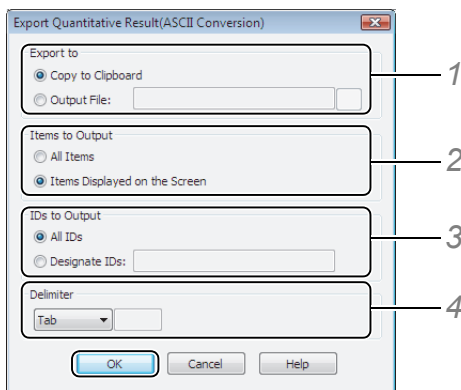 Export Quantitative Result(ASCII Conversion)
Export to
Copy to Clipboard
Output File:
1
Items to Output
All Items
Items Displayed on the Screen
2
IDs to Output
All IDs
Designate IDs:
3
Delimiter
Tab
4
OK Cancel Help